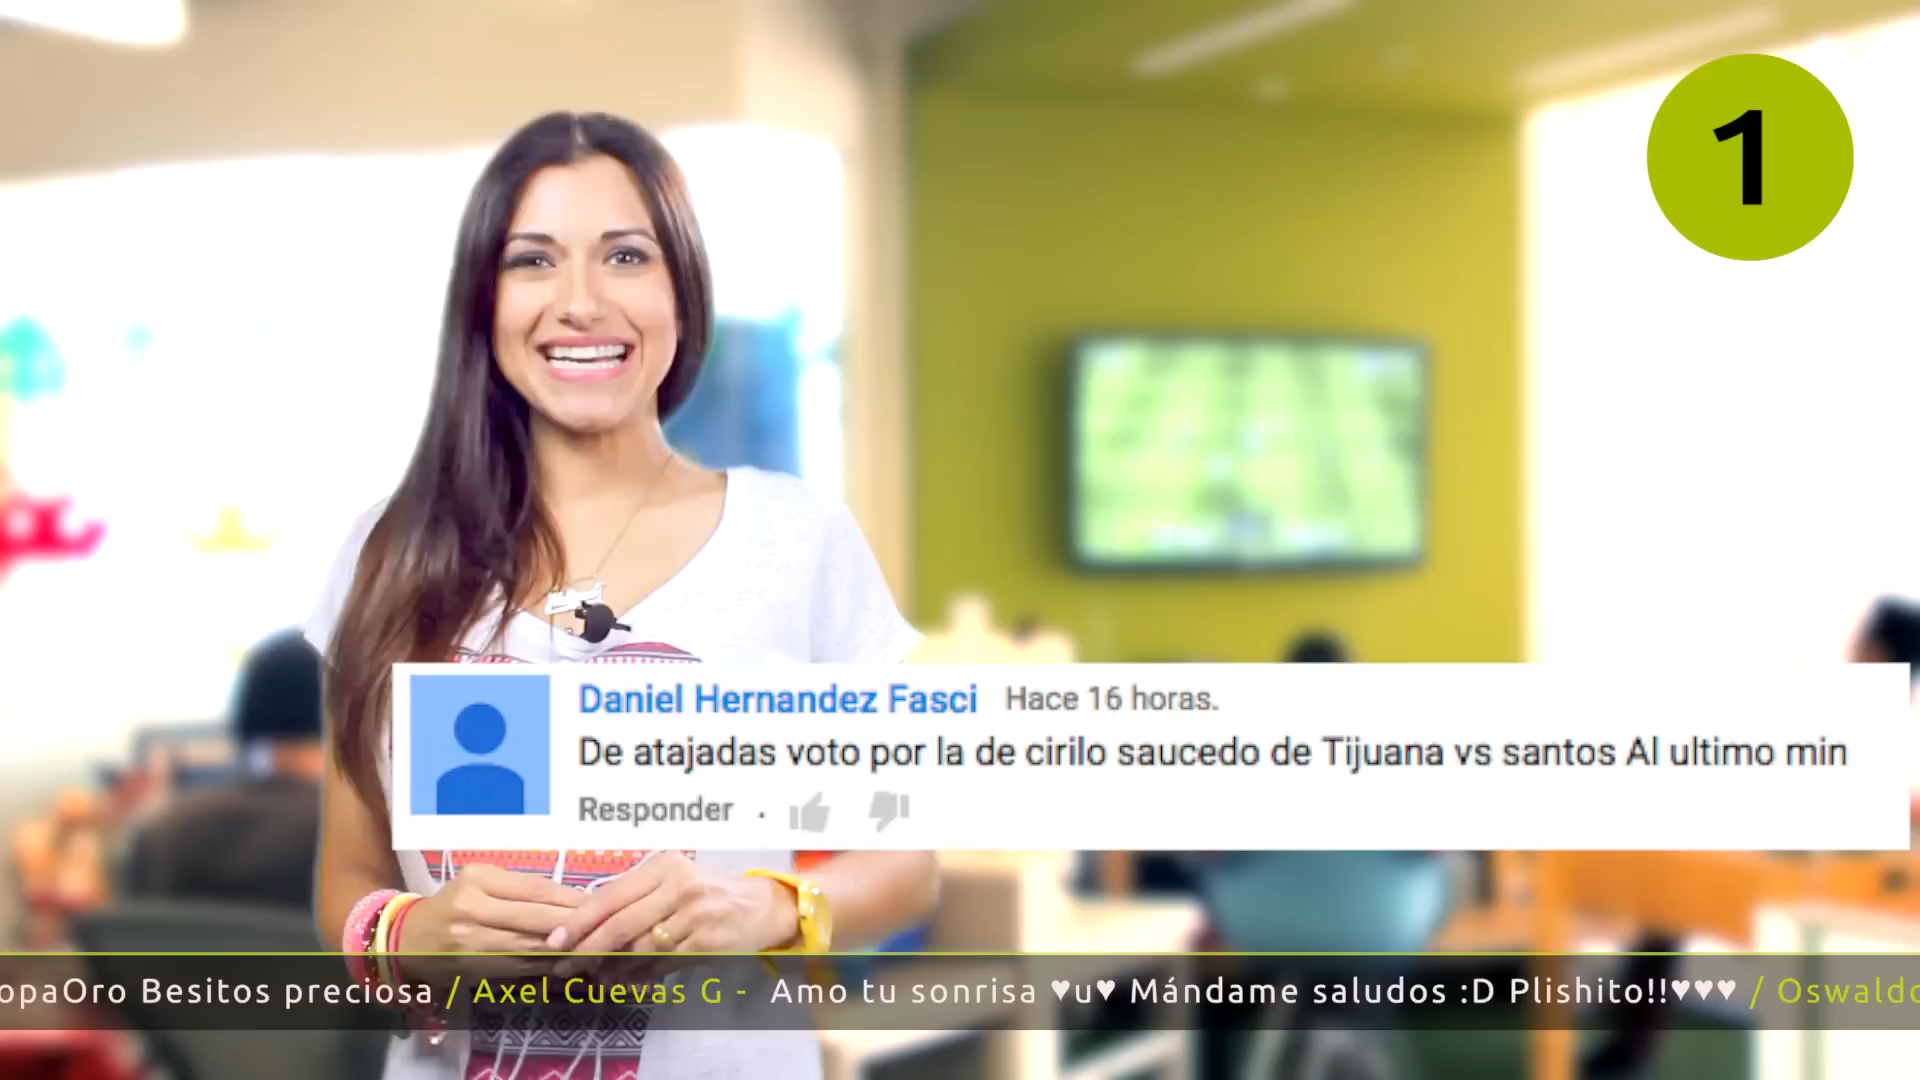 1
Daniel Hernandez Fasci Hace 16 horas.
De atajadas voto por la de cirilo saucedo de Tijuana vs santos Al ultimo min
Responder .
opaOro Besitos preciosa / Axel Cuevas G - Amo tu sonrisa ♥u♥ Mándame saludos :D Plishito!!♥♥♥ / Oswaldo